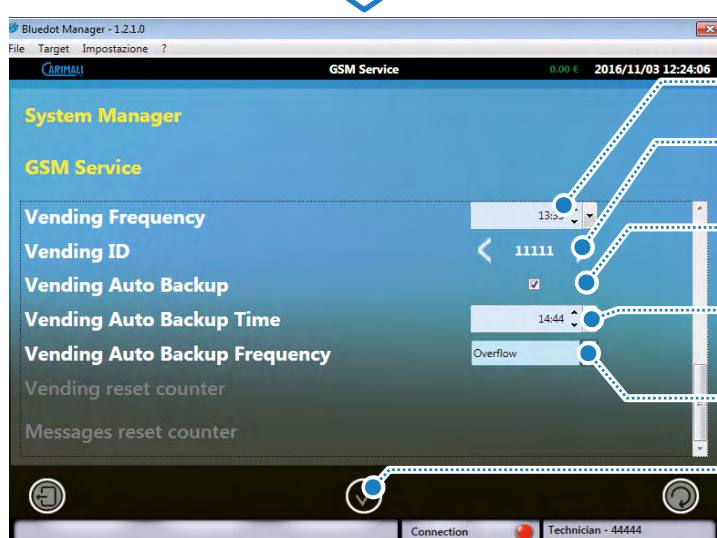 Bluedot Manager - 1.2.1.0
File Target Impostazione ?
CARIMALI GSM Service 0.00 € 2016/11/03 12:24:06
System Manager
GSM Service
Vending Frequency
Vending ID 11111
Vending Auto Backup
Vending Auto Backup Time 14:44
Vending Auto Backup Frequency Overflow
Vending reset counter
Messages reset counter
Connection Technician - 44444